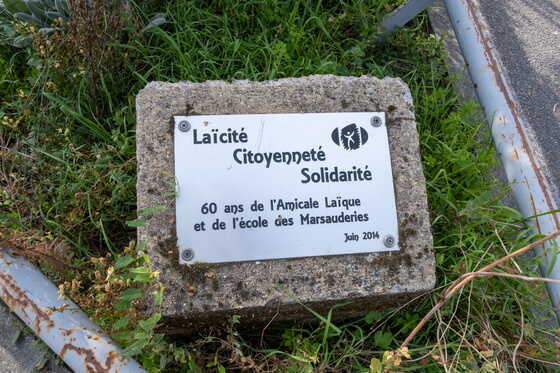 Laïcité
Citoyenneté
Solidarité
60 ans de l'Amicale Laïque
et de l'école des Marsauderies
Juin 2014